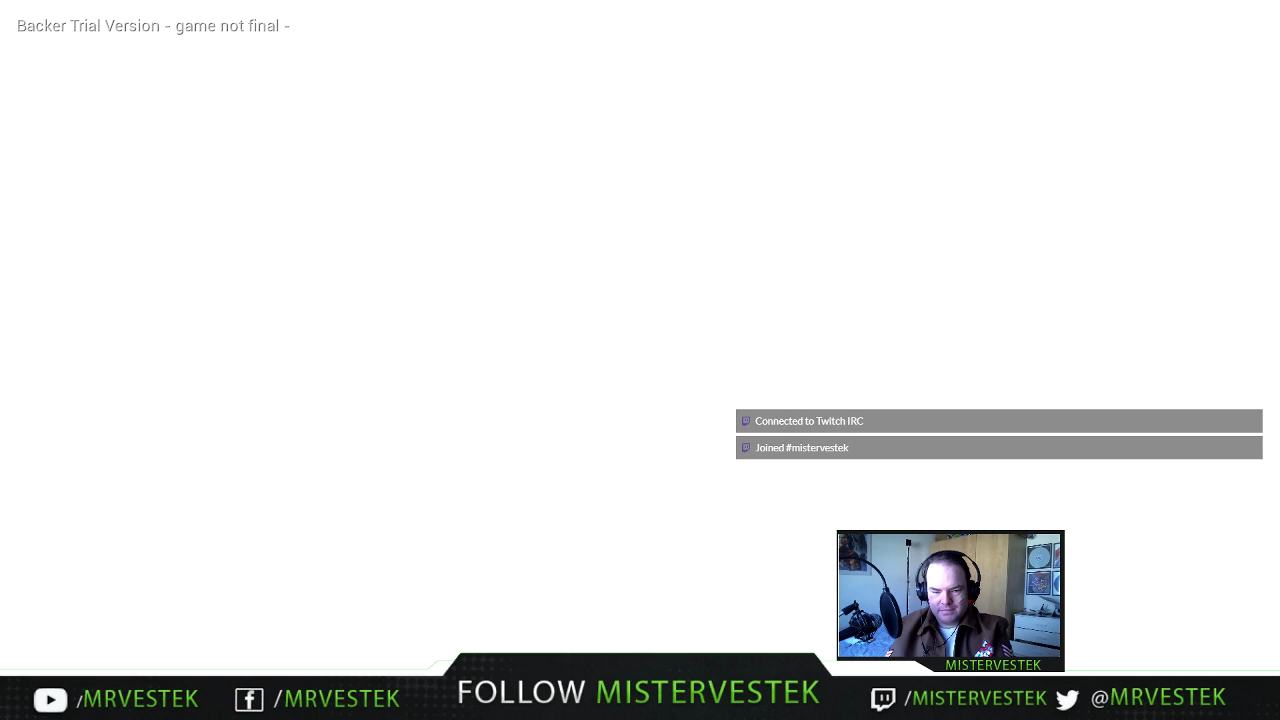 Backer Trial Version - game not final -
Connected to Twitch IRC
Joined #mistervestek
MISTERVESTEK
/MRVESTEK
/MRVESTEK
FOLLOW MISTERVESTEK
/MISTERVESTEK
@MRVESTEK